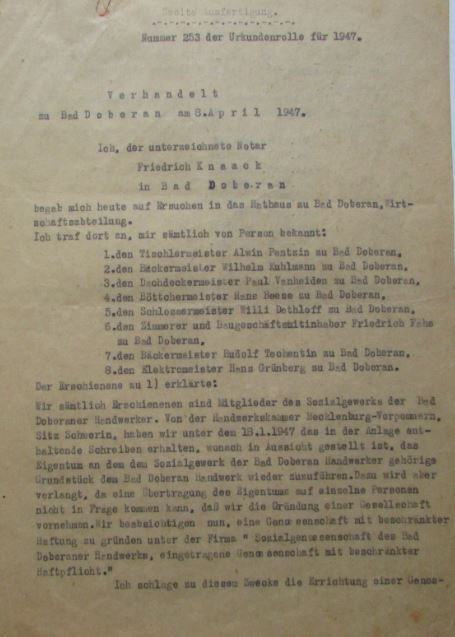 Zweite Ausfertigung.
Nummer 253 der Urkundenrolle für 1947.
Verhandelt
zu Bad Doberan am 8.April 1947.
Ich, der unterzeichnete Notar
Friedrich Knaack
in Bad Doberan
begab mich heute auf Ersuchen in das Rathaus zu Bad Doberan,Wirt-
schaftsabteilung.
Ich traf dort an, mir sämtlich von Person bekannt:
1.den Tischlermeister Alwin Pentzin zu Bad Doberan,
2.den Bäckermeister Wilhelm Kuhlmann zu Bad Doberan,
3.den Dachdeckermeister Paul Vanheiden zu Bad Doberan,
4.den Böttchermeister Hans Beese zu Bad Doberan,
5.den Schlossermeister Willi Dethloff zu Bad Doberan,
6.den Zimmerer und Baugeschäftsmitinhaber Friedrich
zu Bad Doberan,
7.den Bäckermeister Rudolf Techentin zu Bad Doberan,
8.den Elektromeister Hans Grünberg zu Bad Doberan.
Der Erschienene zu 1) erklärte:
Wir sämtlich Erschienenen sind Mitglieder des Sozialgewerks der Bad
Doberaner Handwerker. Von der Handwerkskammer Mecklenburg-Vorpommern,
Sitz Schwerin, haben wir unter dem 18.1.1947 das in der Anlage ent-
haltende Schreiben erhalten, wonach in Aussicht gestellt ist, das
Eigentum an dem dem Sozialgewerk der Bad Doberan Handwerker gehörige
Grundstück dem Bad Doberan Handwerk wieder zuzuführen.Dazu wird aber
verlangt, da eine Übertragung des Eigentums auf einzelne Personen
nicht in Frage kommen kann, daß wir die Gründung einer Gesellschaft
vornehmen.Wir beabsichtigen nun, eine Genossenschaft mit beschränkter
Haftung zu gründen unter der Firma " Sozialgenossenschaft des Bad
Doberaner Handwerks, eingetragene Genossenschaft mit beschränkter
Haftpflicht."
Ich schlage zu diesem Zwecke die Errichtung einer Genos-